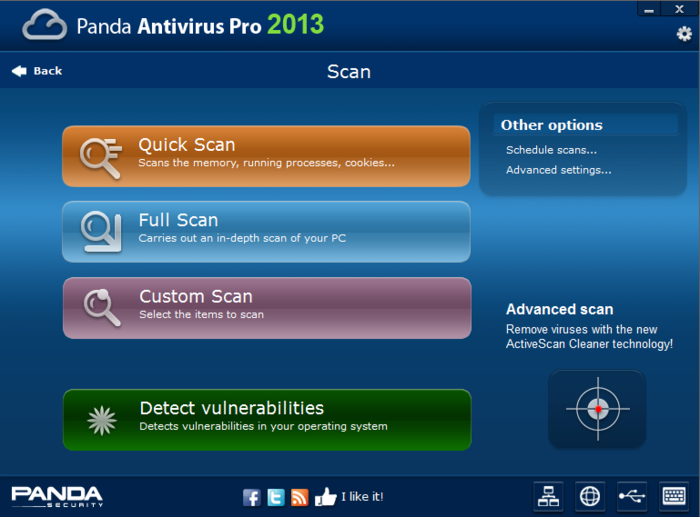 Panda Antivirus Pro 2013
Back
Scan
Quick Scan
Scans the memory, running processes, cookies...
Full Scan
Carries out an in-depth scan of your PC
Custom Scan
Select the items to scan
Detect vulnerabilities
Detects vulnerabilities in your operating system
Other options
Schedule scans...
Advanced settings...
Advanced scan
Remove viruses with the new
ActiveScan Cleaner technology!
PANDA
SECURITY
f t I like it!